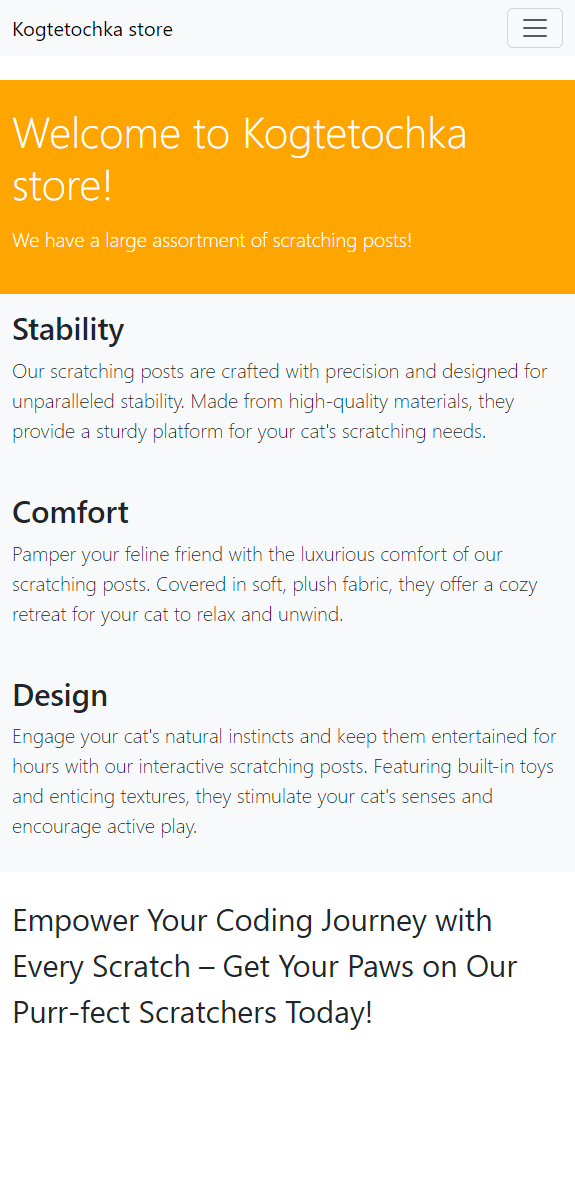 Kogtetochka store
Welcome to Kogtetochka
store!
We have a large assortment of scratching posts!
Stability
Our scratching posts are crafted with precision and designed for
unparalleled stability. Made from high-quality materials, they
provide a sturdy platform for your cat's scratching needs.
Comfort
Pamper your feline friend with the luxurious comfort of our
scratching posts. Covered in soft, plush fabric, they offer a cozy
retreat for your cat to relax and unwind.
Design
Engage your cat's natural instincts and keep them entertained for
hours with our interactive scratching posts. Featuring built-in toys
and enticing textures, they stimulate your cat's senses and
encourage active play.
Empower Your Coding Journey with
Every Scratch – Get Your Paws on Our
Purr-fect Scratchers Today!